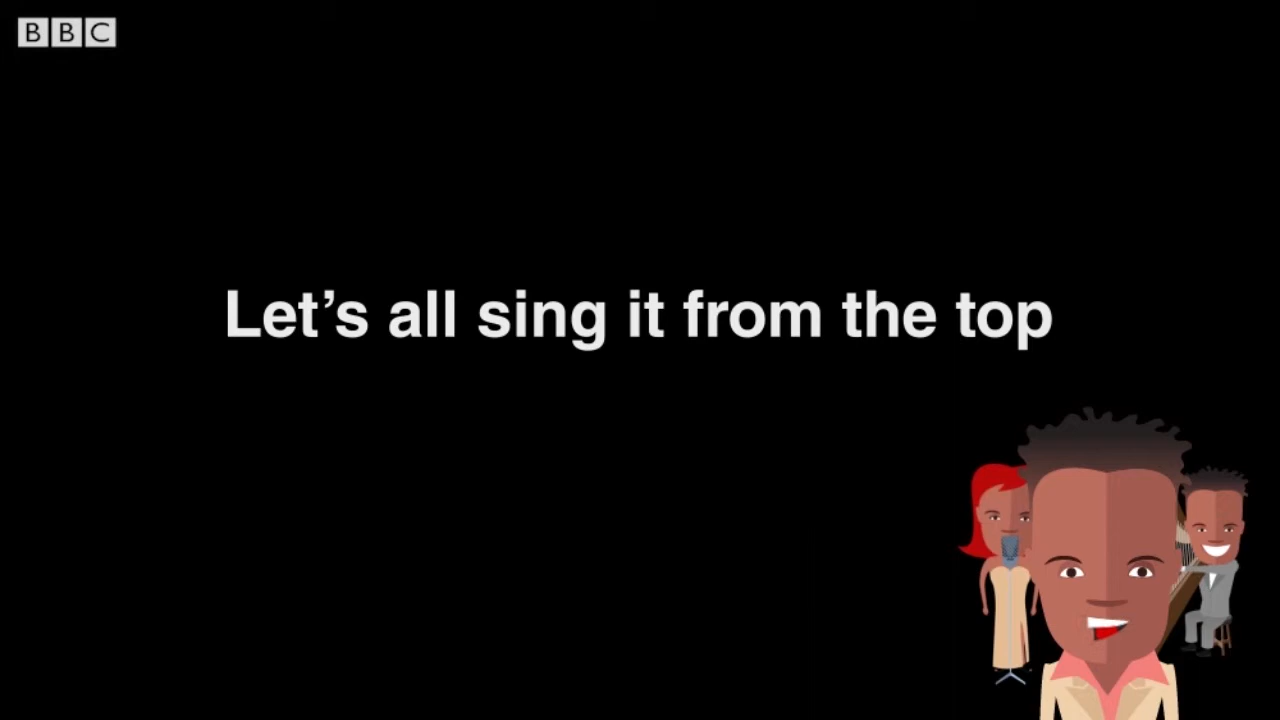 BBC
Let’s all sing it from the top